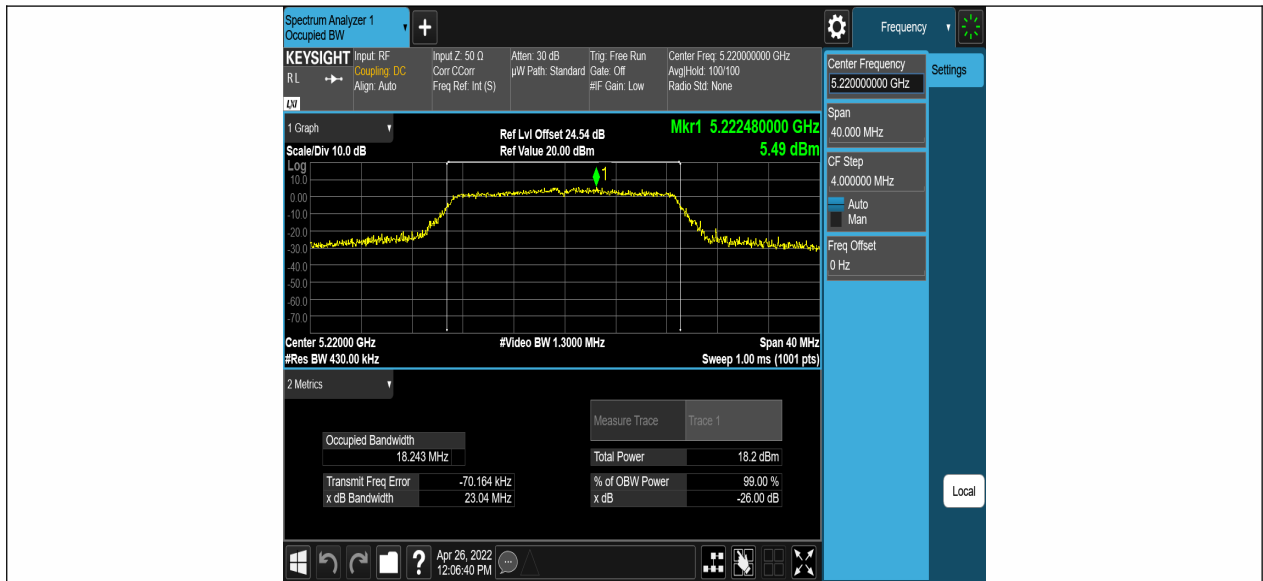 Spectrum Analyzer 1
Occupied BW
+
Frequency
KEYSIGHT
RL
LXI
Input: RF
Coupling: DC
Align: Auto
Input Z: 50 Ω
Corr CCorr
Freq Ref: Int (S)
Atten: 30 dB
µW Path: Standard
Trig: Free Run
Gate: Off
#IF Gain: Low
Center Freq: 5.220000000 GHz
Avg|Hold: 100/100
Radio Std: None
Center Frequency
5.220000000 GHz
Settings
Span
40.000 MHz
CF Step
4.000000 MHz
Auto
Man
Freq Offset
0 Hz
Local
1 Graph
Scale/Div 10.0 dB
Ref Lvl Offset 24.54 dB
Ref Value 20.00 dBm
Mkr1 5.222480000 GHz
5.49 dBm
Log
10.0
0.00
-10.0
-20.0
-30.0
-40.0
-50.0
-60.0
-70.0
1
Center 5.22000 GHz
#Video BW 1.3000 MHz
Span 40 MHz
#Res BW 430.00 kHz
Sweep 1.00 ms (1001 pts)
2 Metrics
Measure Trace
Trace 1
Occupied Bandwidth
18.243 MHz
Total Power
18.2 dBm
Transmit Freq Error
-70.164 kHz
% of OBW Power
99.00 %
x dB Bandwidth
23.04 MHz
x dB
-26.00 dB
?
Apr 26, 2022
12:06:40 PM